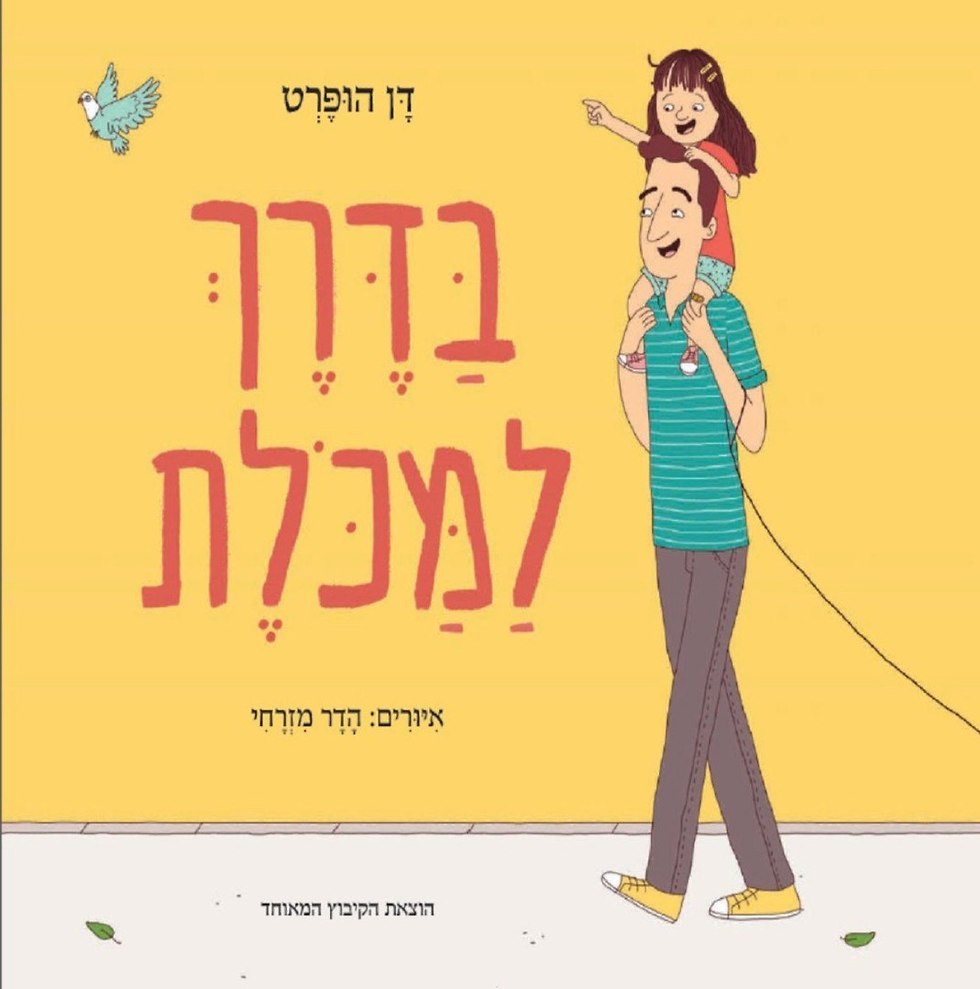 דָּן הוּפֶּרְט
בַּדֶּרֶךְ
לַמַּכֹּלֶת
אִיּוּרִים: הָדָר מִזְרָחִי
הוצאת הקיבוץ המאוחד